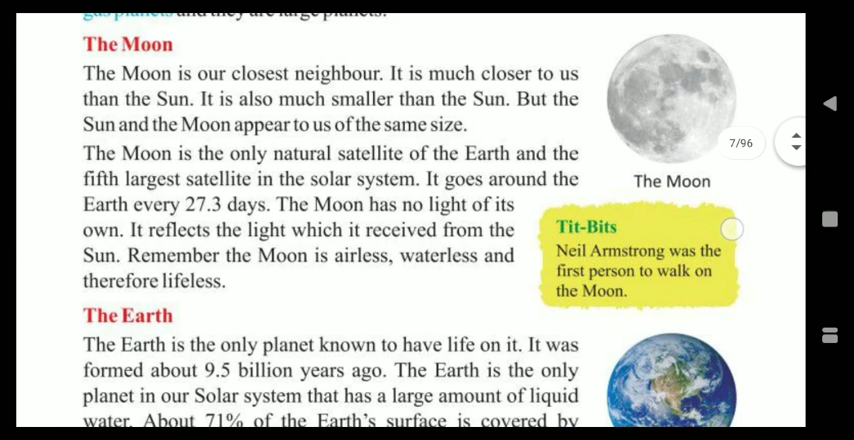 gas planets and they are large planets.
The Moon
The Moon is our closest neighbour. It is much closer to us
than the Sun. It is also much smaller than the Sun. But the
Sun and the Moon appear to us of the same size.
The Moon is the only natural satellite of the Earth and the
fifth largest satellite in the solar system. It goes around the
Earth every 27.3 days. The Moon has no light of its
own. It reflects the light which it received from the
Sun. Remember the Moon is airless, waterless and
therefore lifeless.
7/96
The Moon
Tit-Bits
Neil Armstrong was the
first person to walk on
the Moon.
The Earth
The Earth is the only planet known to have life on it. It was
formed about 9.5 billion years ago. The Earth is the only
planet in our Solar system that has a large amount of liquid
water. About 71% of the Earth's surface is covered by